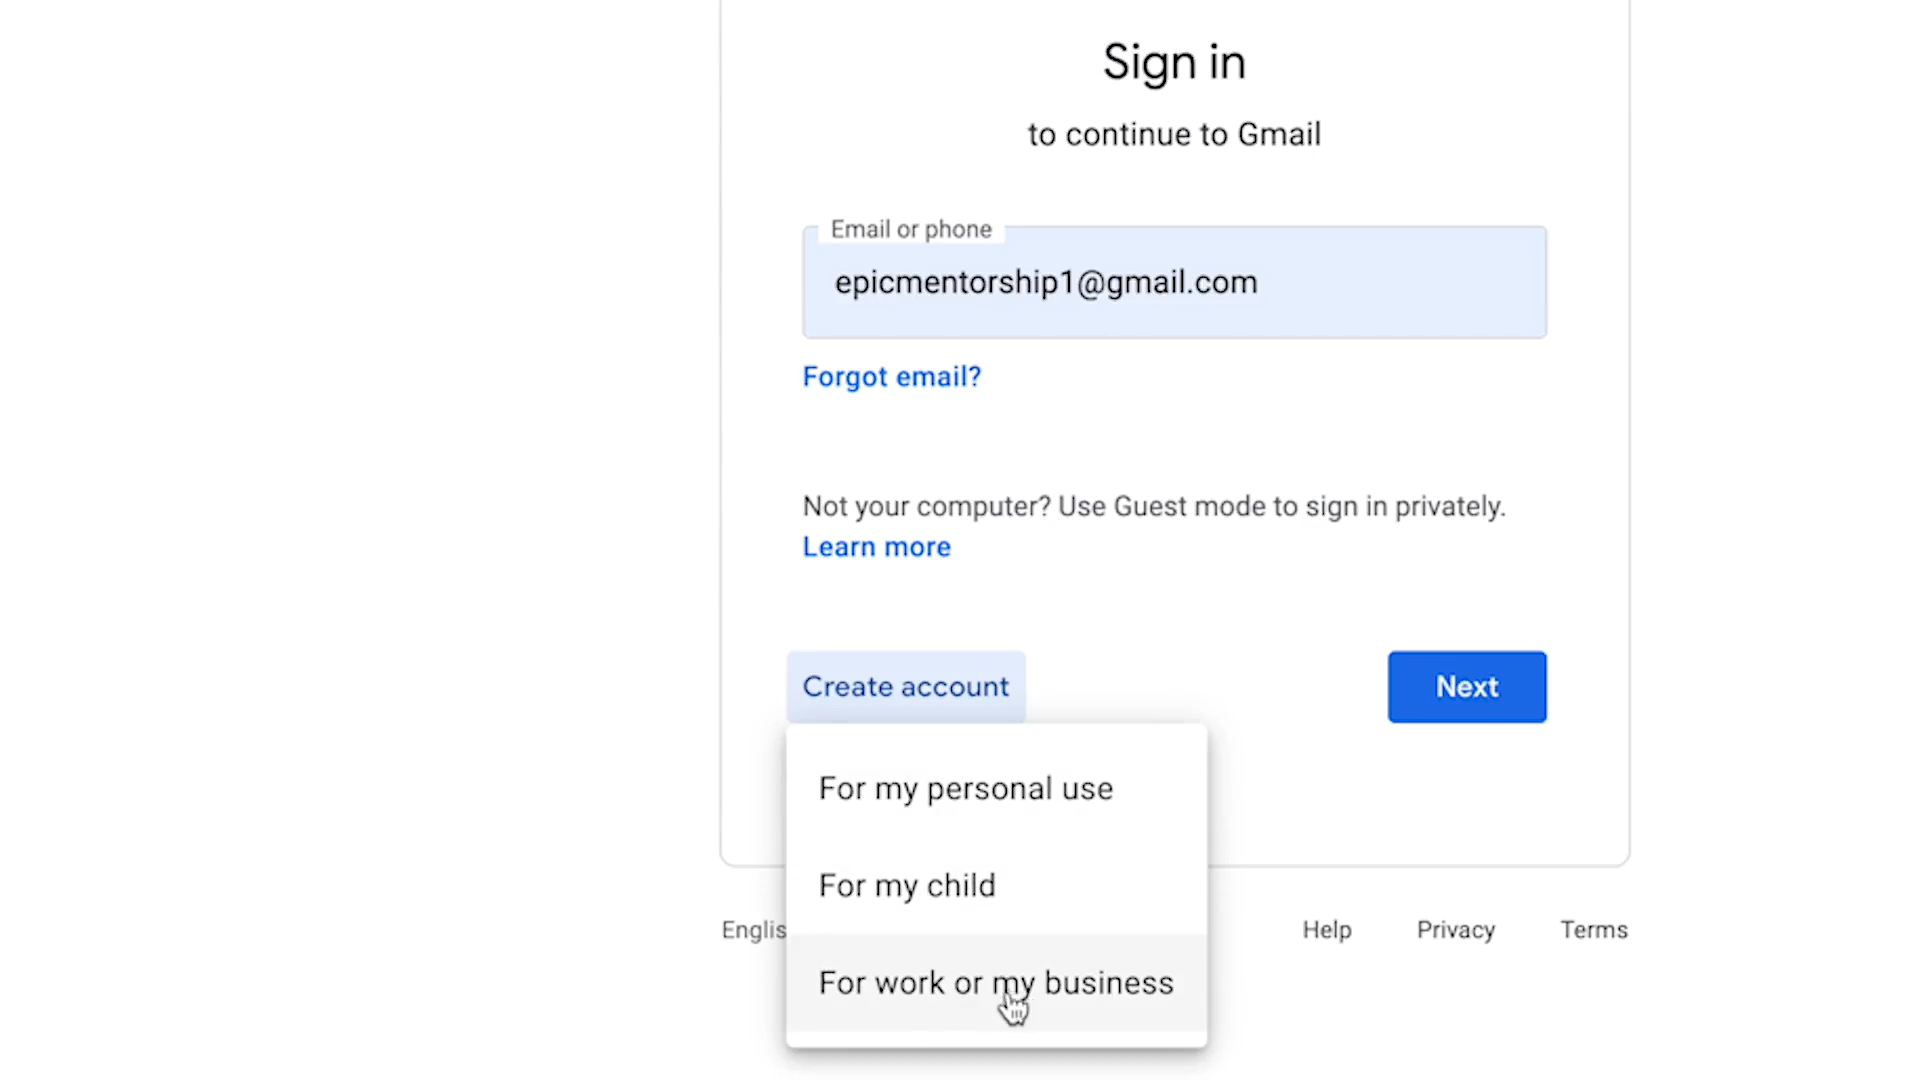 Sign in
to continue to Gmail
Email or phone
epicmentorship1@gmail.com
Forgot email?
Not your computer? Use Guest mode to sign in privately.
Learn more
Create account
Next
For my personal use
For my child
Englis
Help
Privacy
Terms
For work or my business